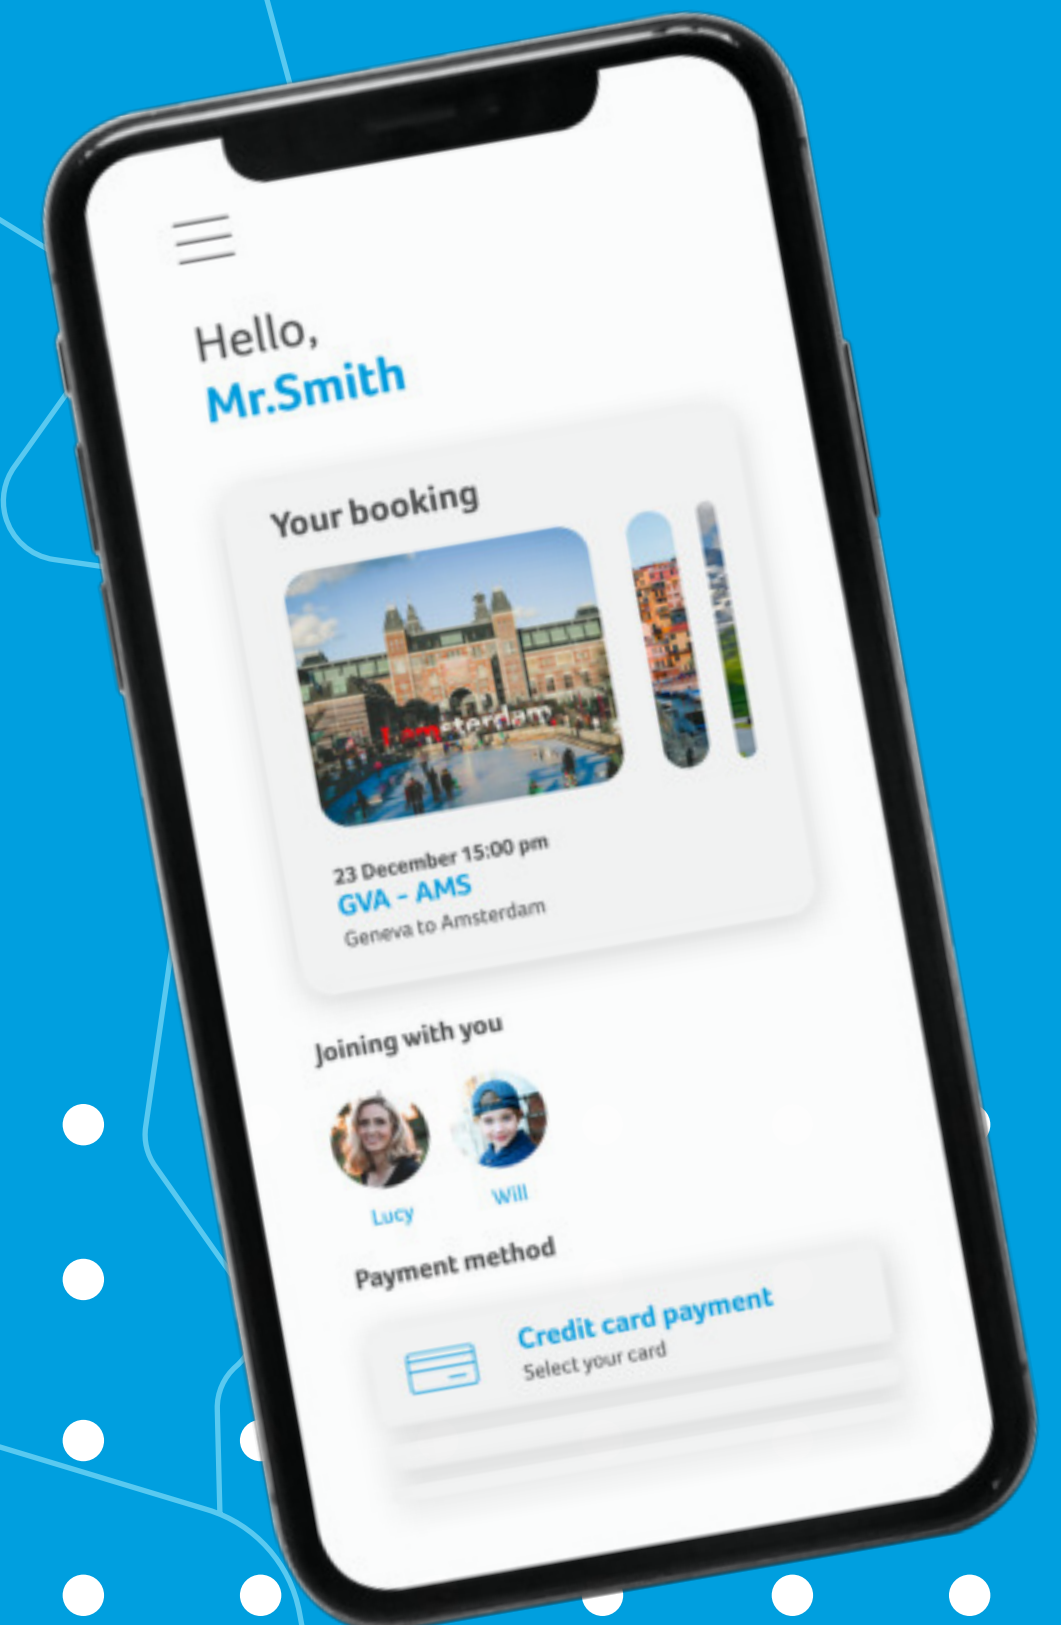 Hello,
Mr.Smith
Your booking
I amsterdam
23 December 15:00 pm
GVA - AMS
Geneva to Amsterdam
Joining with you
Lucy
Will
Payment method
Credit card payment
Select your card